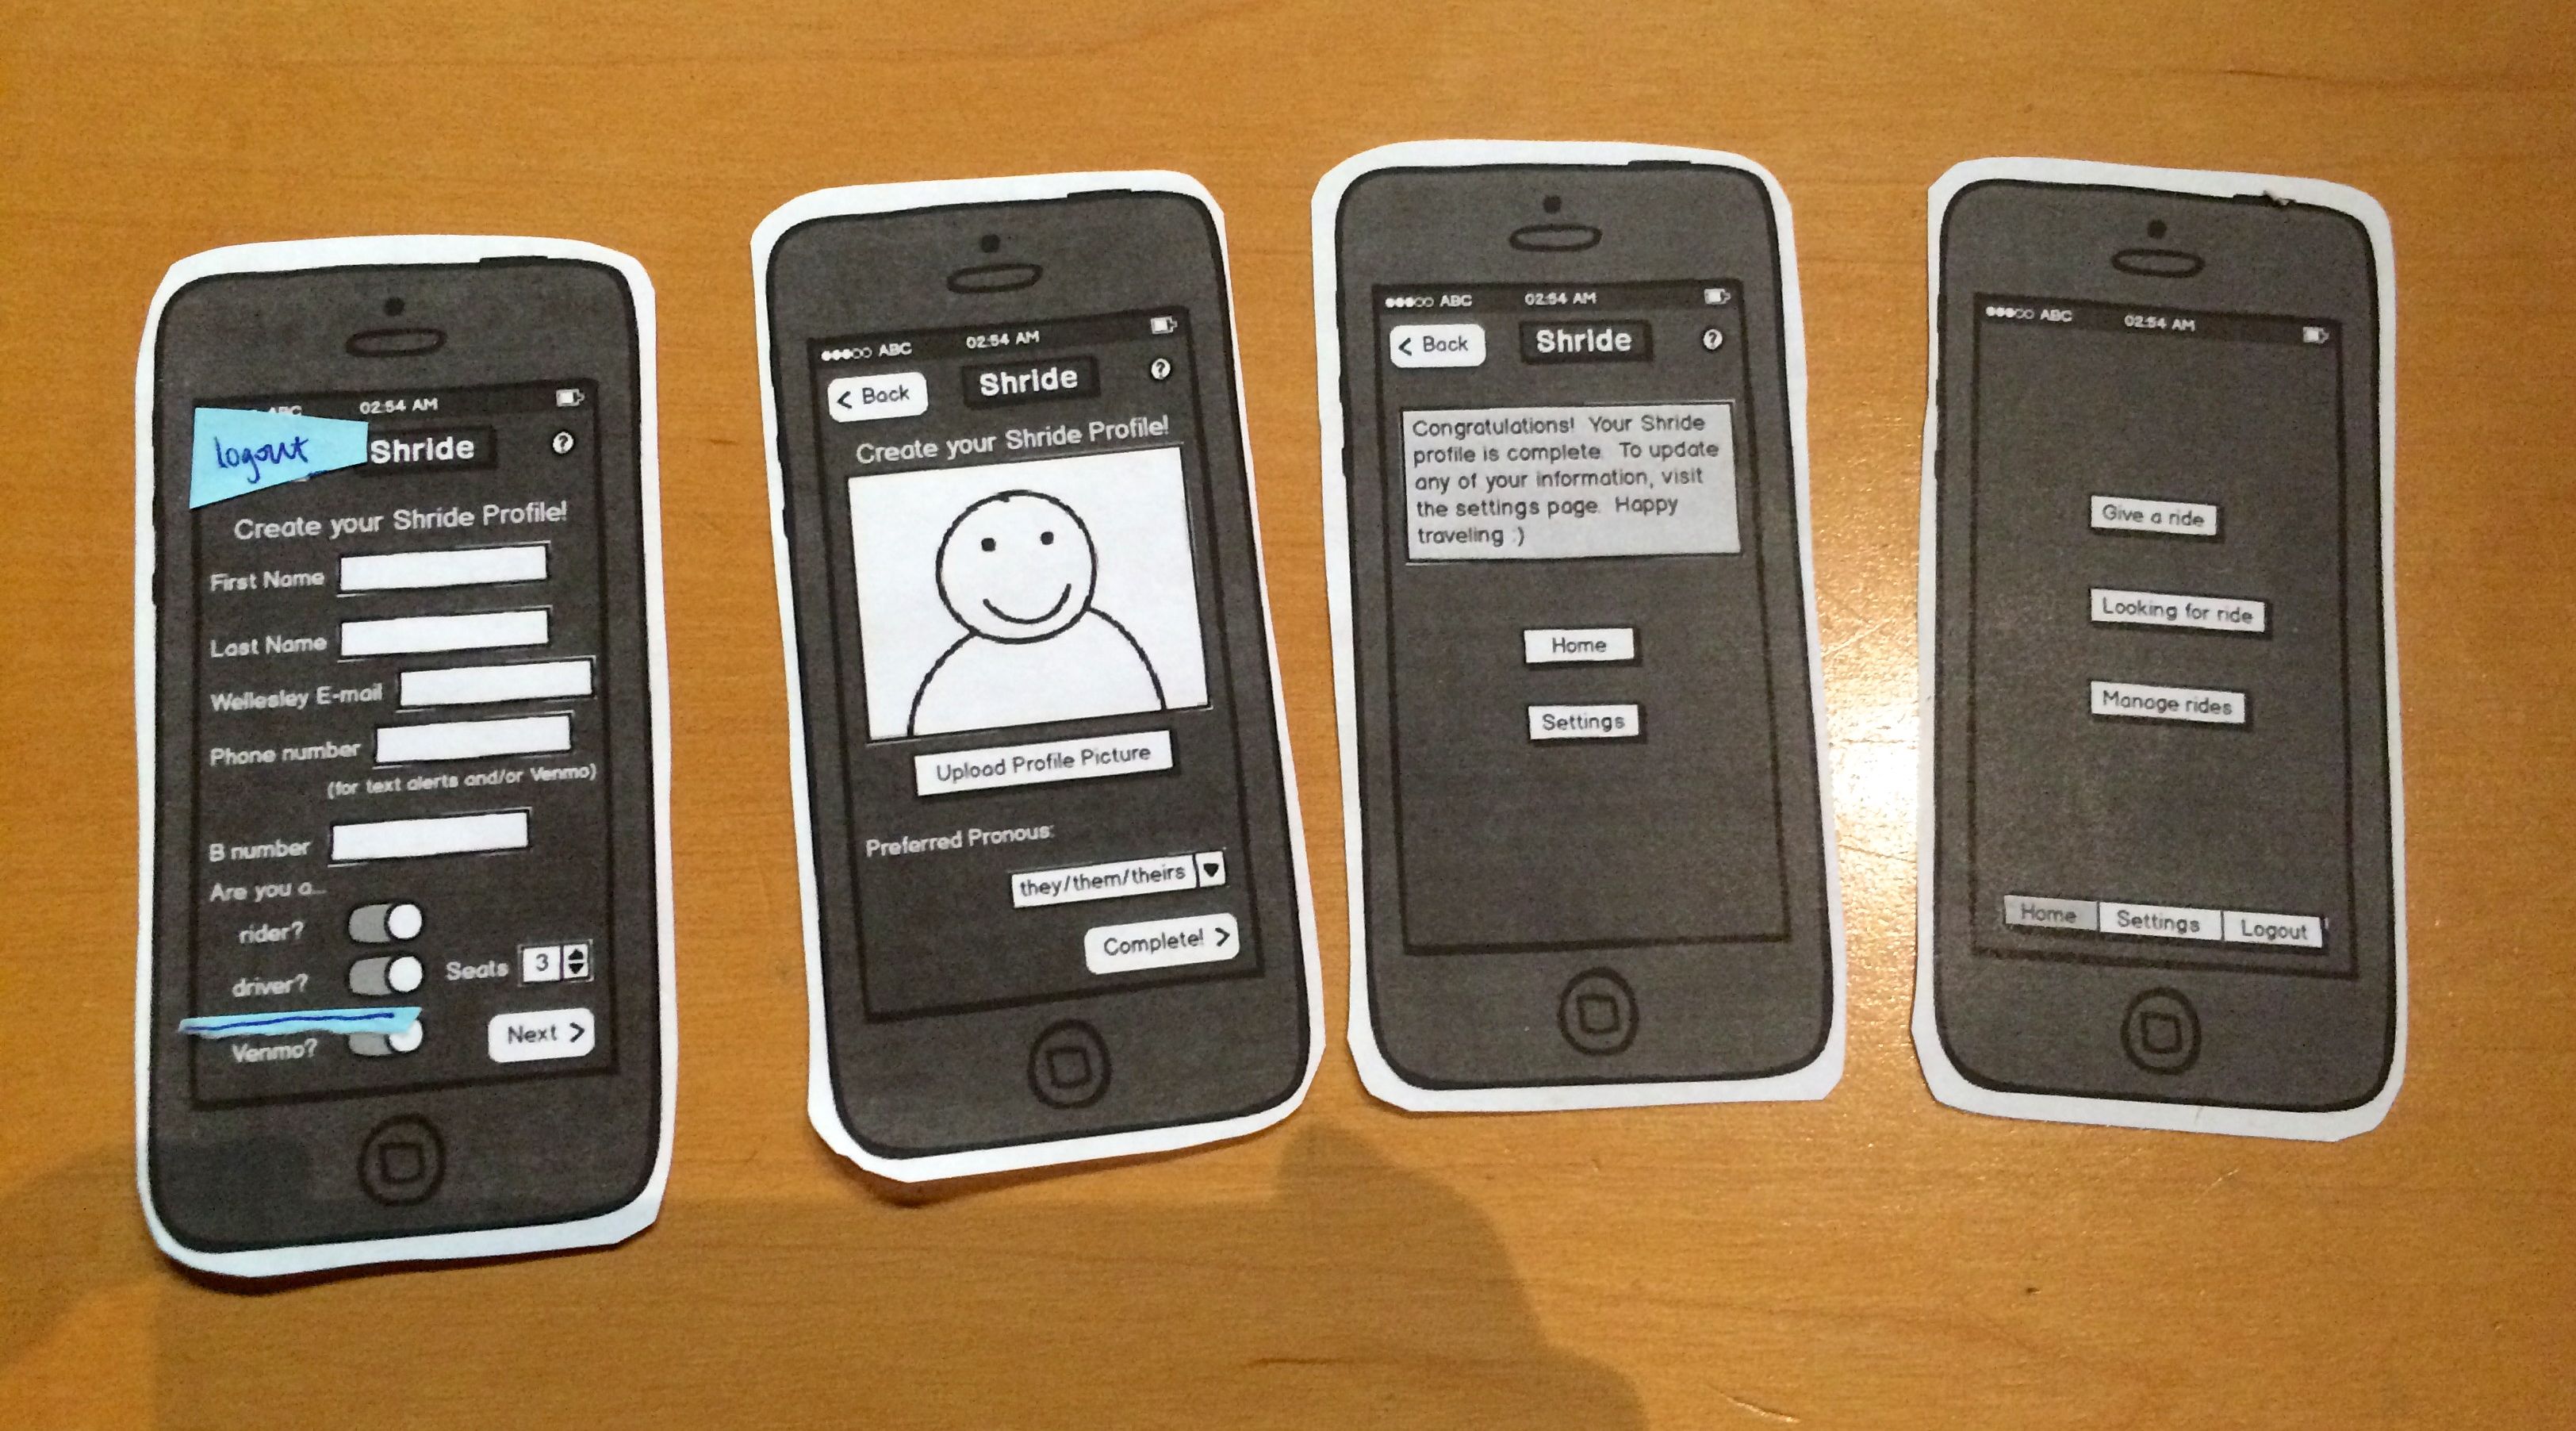 ABC 02:54 AM
logout Shride ?
Create your Shride Profile!
First Name
Last Name
Wellesley E-mail
Phone number
(for text alerts and/or Venmo)
B number
Are you a...
rider?
driver? Seats 3
Venmo? Next >
ABC 02:54 AM
< Back Shride ?
Create your Shride Profile!
Upload Profile Picture
Preferred Pronous:
they/them/theirs
Complete! >
ABC 02:54 AM
< Back Shride ?
Congratulations! Your Shride
profile is complete. To update
any of your information, visit
the settings page. Happy
traveling :)
Home
Settings
ABC 02:54 AM
Give a ride
Looking for ride
Manage rides
Home Settings Logout